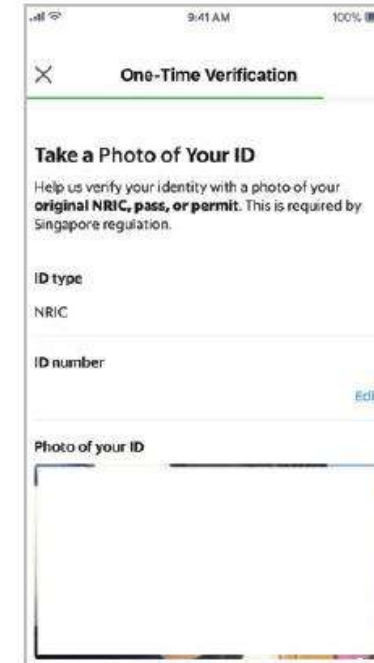 9:41 AM
100%
One-Time Verification
Take a Photo of Your ID
Help us verify your identity with a photo of your
original NRIC, pass, or permit. This is required by
Singapore regulation.
ID type
NRIC
ID number
Photo of your ID